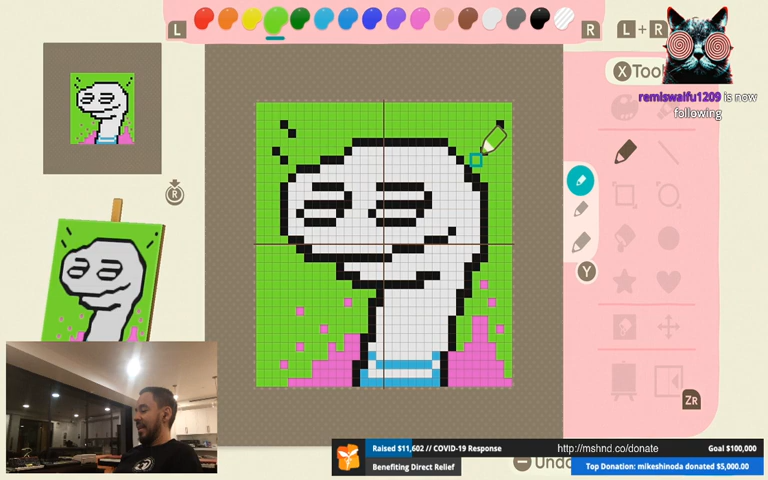 L
R
L + R
X Tool
remiswaifu1209 is now
following
R
Y
ZR
Raised $11,602 // COVID-19 Response
http://mshnd.co/donate
Goal $100,000
Benefiting Direct Relief
Undo
Top Donation: mikeshinoda donated $5,000.00